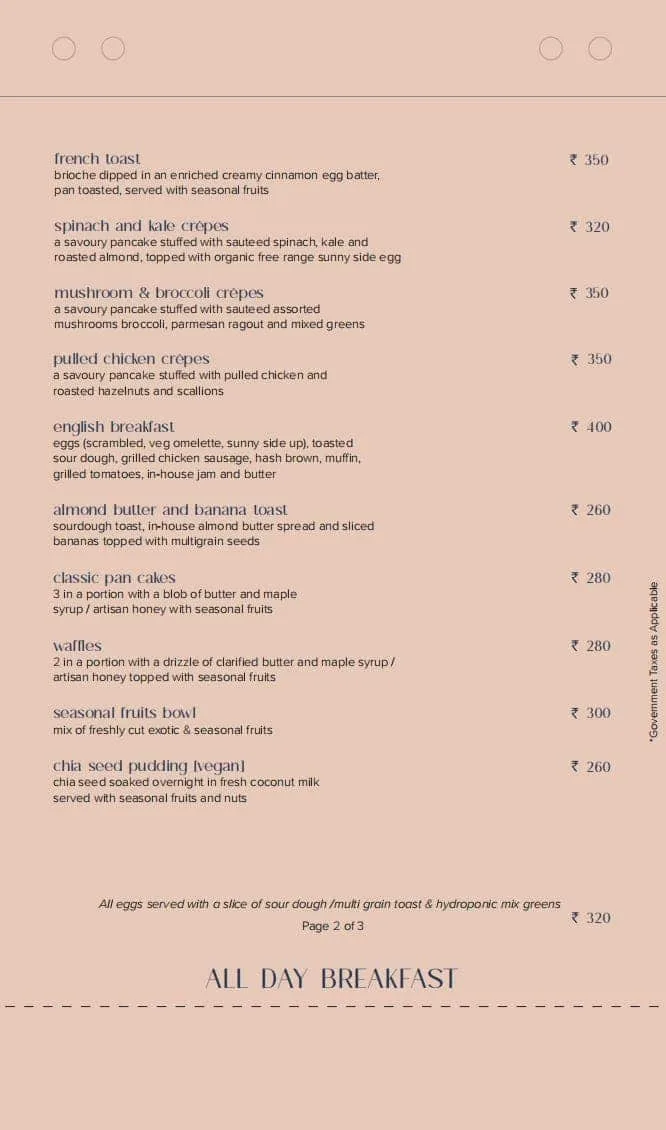 french toast ₹ 350
brioche dipped in an enriched creamy cinnamon egg batter,
pan toasted, served with seasonal fruits
spinach and kale crêpes ₹ 320
a savoury pancake stuffed with sauteed spinach, kale and
roasted almond, topped with organic free range sunny side egg
mushroom & broccoli crêpes ₹ 350
a savoury pancake stuffed with sauteed assorted
mushrooms broccoli, parmesan ragout and mixed greens
pulled chicken crêpes ₹ 350
a savoury pancake stuffed with pulled chicken and
roasted hazelnuts and scallions
english breakfast ₹ 400
eggs (scrambled, veg omelette, sunny side up), toasted
sour dough, grilled chicken sausage, hash brown, muffin,
grilled tomatoes, in-house jam and butter
almond butter and banana toast ₹ 260
sourdough toast, in-house almond butter spread and sliced
bananas topped with multigrain seeds
classic pan cakes ₹ 280
3 in a portion with a blob of butter and maple
syrup / artisan honey with seasonal fruits
waffles ₹ 280
2 in a portion with a drizzle of clarified butter and maple syrup /
artisan honey topped with seasonal fruits
seasonal fruits bowl ₹ 300
mix of freshly cut exotic & seasonal fruits
chia seed pudding [vegan] ₹ 260
chia seed soaked overnight in fresh coconut milk
served with seasonal fruits and nuts
*Government Taxes as Applicable
All eggs served with a slice of sour dough /multi grain toast & hydroponic mix greens
₹ 320
Page 2 of 3
ALL DAY BREAKFAST